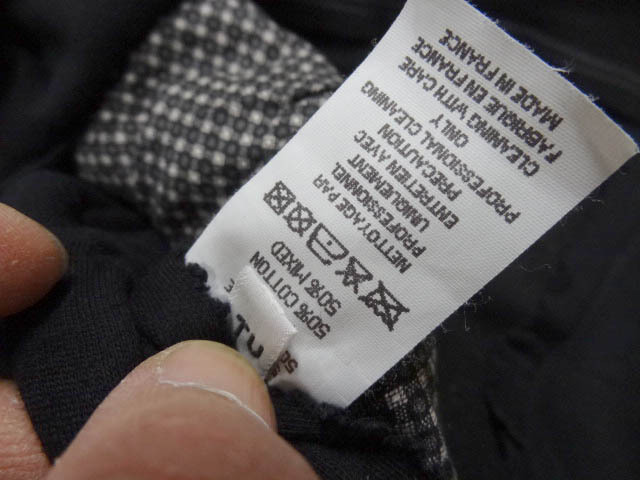 50% COTTON
50% MIXED
NETTOYAGE PAR
PROFESSIONNEL
UNIQUEMENT
ENTRETIEN AVEC
PRECAUTION
PROFESSIONAL CLEANING
ONLY
CLEANING WITH CARE
FABRIQUE EN FRANCE
MADE IN FRANCE